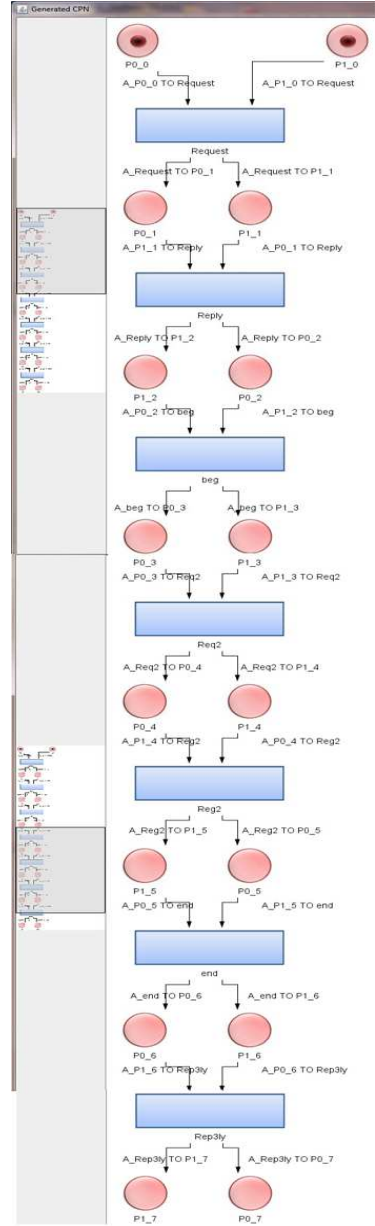 Generated CPN
P0_0 P1_0
A_P0_0 TO Request A_P1_0 TO Request
Request
A_Request TO P0_1 A_Request TO P1_1
P0_1 P1_1
A_P1_1 TO Reply A_P0_1 TO Reply
Reply
A_Reply TO P1_2 A_Reply TO P0_2
P1_2 P0_2
A_P0_2 TO beg A_P1_2 TO beg
beg
A_beg TO P0_3 A_beg TO P1_3
P0_3 P1_3
A_P0_3 TO Req2 A_P1_3 TO Req2
Req2
A_Req2 TO P0_4 A_Req2 TO P1_4
P0_4 P1_4
A_P1_4 TO Reg2 A_P0_4 TO Reg2
Reg2
A_Reg2 TO P1_5 A_Reg2 TO P0_5
P1_5 P0_5
A_P0_5 TO end A_P1_5 TO end
end
A_end TO P0_6 A_end TO P1_6
P0_6 P1_6
A_P1_6 TO Rep3ly A_P0_6 TO Rep3ly
Rep3ly
A_Rep3ly TO P1_7 A_Rep3ly TO P0_7
P1_7 P0_7